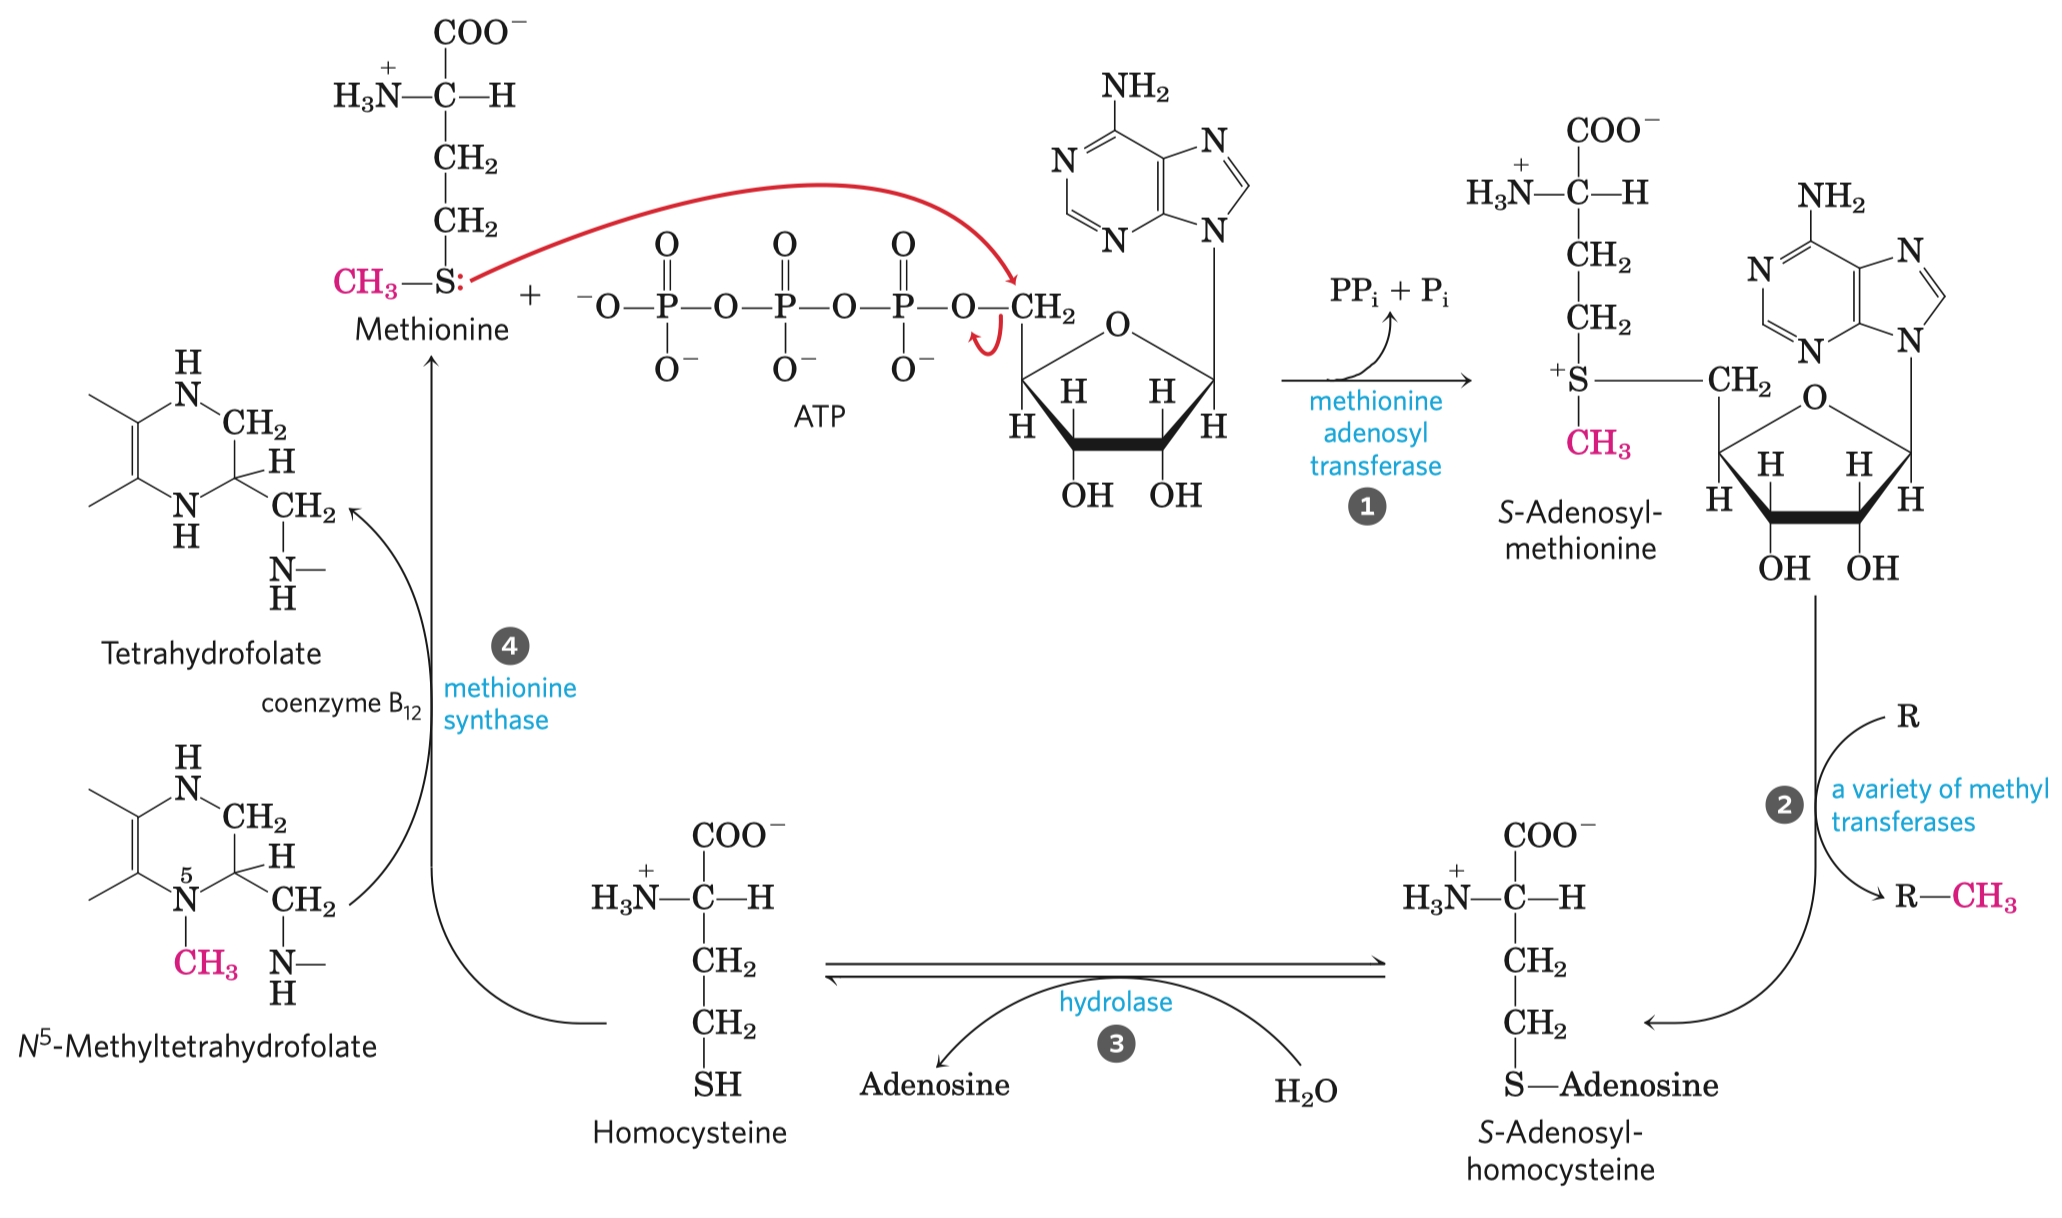 COO⁻
H₃N⁺—C—H
CH₂
CH₂
CH₃—S:
Methionine
+
O O O
⁻O—P—O—P—O—P—O—CH₂
O⁻ O⁻ O⁻
ATP
NH₂
N N
N N
O
H H
H H
OH OH
PPᵢ + Pᵢ
methionine
adenosyl
transferase
1
COO⁻
H₃N⁺—C—H
CH₂
CH₂
⁺S—CH₂
CH₃
S-Adenosyl-
methionine
NH₂
N N
N N
O
H H
H H
OH OH
R
2
a variety of methyl
transferases
R—CH₃
COO⁻
H₃N⁺—C—H
CH₂
CH₂
S—Adenosine
S-Adenosyl-
homocysteine
hydrolase
3
Adenosine
H₂O
COO⁻
H₃N⁺—C—H
CH₂
CH₂
SH
Homocysteine
4
methionine
synthase
coenzyme B₁₂
H
N
CH₂
H
N
H
CH₂
N—
H
Tetrahydrofolate
H
N
CH₂
H
5
N
CH₂
CH₃
N—
H
N⁵-Methyltetrahydrofolate